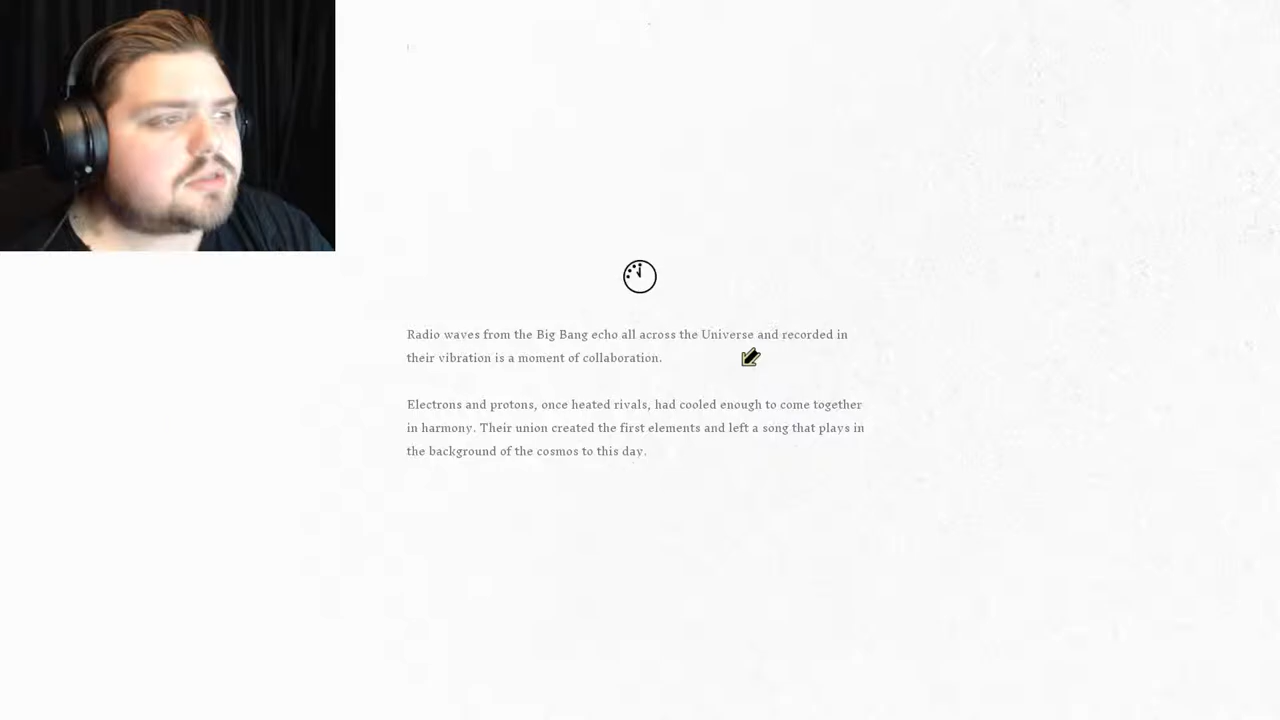 Radio waves from the Big Bang echo all across the Universe and recorded in
their vibration is a moment of collaboration.
Electrons and protons, once heated rivals, had cooled enough to come together
in harmony. Their union created the first elements and left a song that plays in
the background of the cosmos to this day.